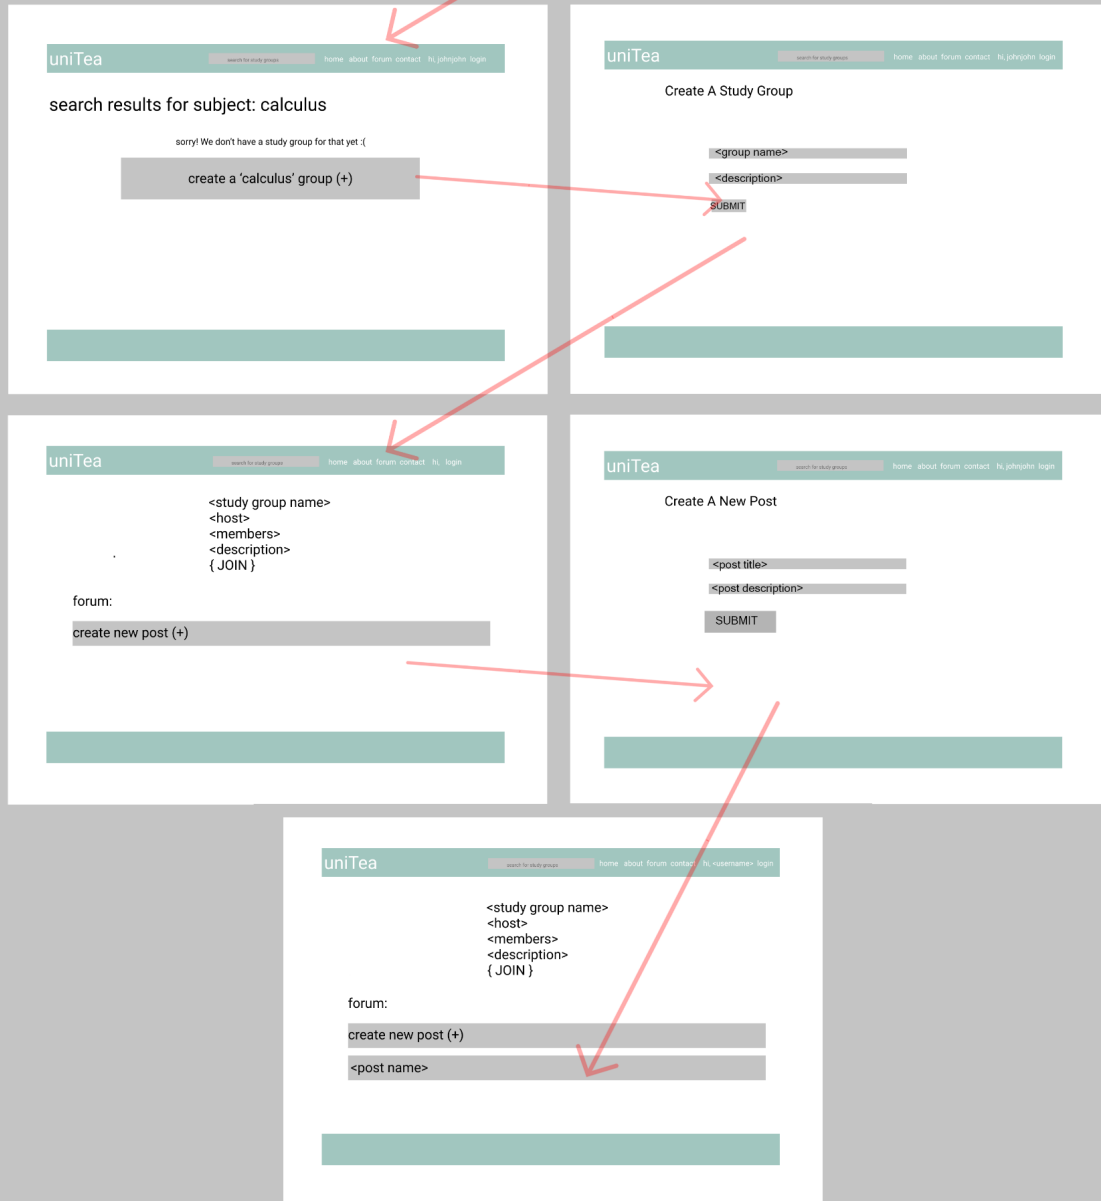 uniTea
search for study groups
home about forum contact hi, johnjohn login
search results for subject: calculus
sorry! We don't have a study group for that yet :(
create a 'calculus' group (+)
uniTea
search for study groups
home about forum contact hi, johnjohn login
Create A Study Group
<group name>
<description>
SUBMIT
uniTea
search for study groups
home about forum contact hi, login
<study group name>
<host>
<members>
<description>
{ JOIN }
forum:
create new post (+)
uniTea
search for study groups
home about forum contact hi, johnjohn login
Create A New Post
<post title>
<post description>
SUBMIT
uniTea
search for study groups
home about forum contact hi, <username> login
<study group name>
<host>
<members>
<description>
{ JOIN }
forum:
create new post (+)
<post name>